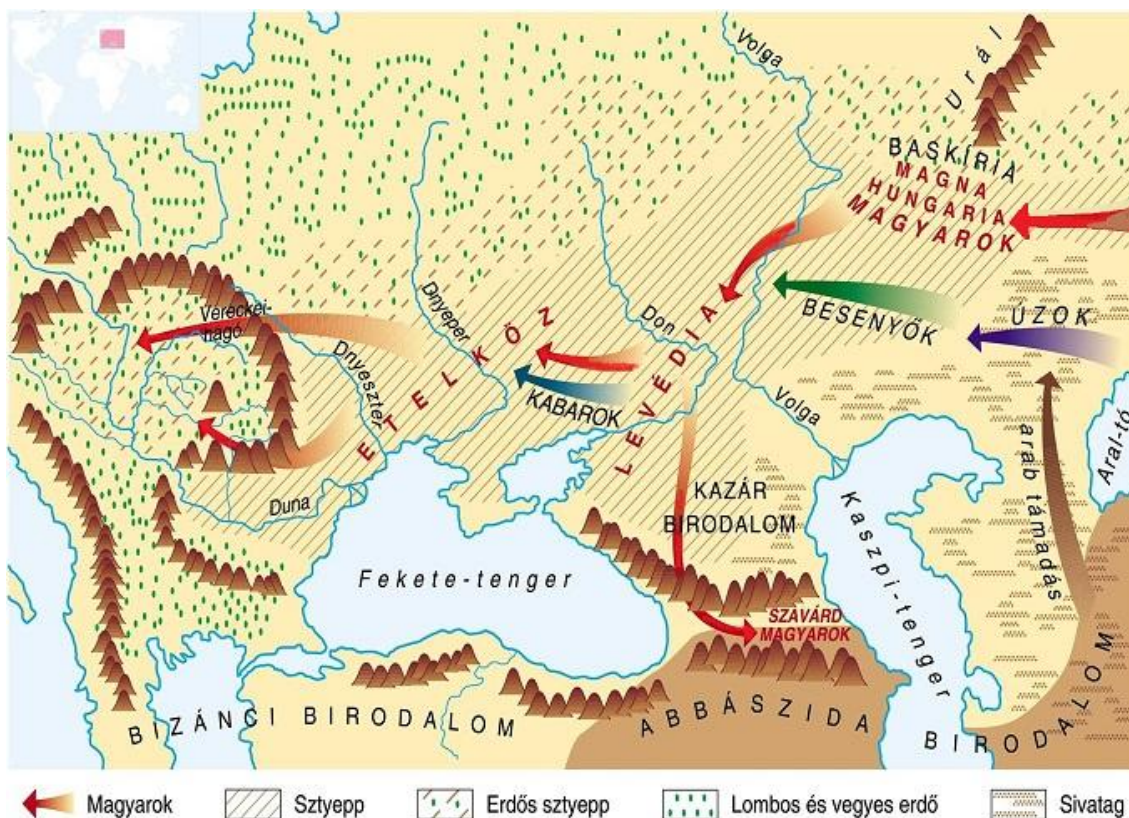 Volga
Urál
BASKÍRIA
MAGNA
HUNGARIA
MAGYAROK
Vereckei-
hágó
Dnyeper
Dnyeszter
ETELKÖZ
Don
LEVÉDIA
KABAROK
BESENYŐK
ÚZOK
Volga
Aral-tó
arab támadás
Duna
KAZÁR
BIRODALOM
Kaszpi-tenger
Fekete-tenger
SZAVÁRD
MAGYAROK
BIZÁNCI BIRODALOM
ABBÁSZIDA BIRODALOM
Magyarok
Sztyepp
Erdős sztyepp
Lombos és vegyes erdő
Sivatag